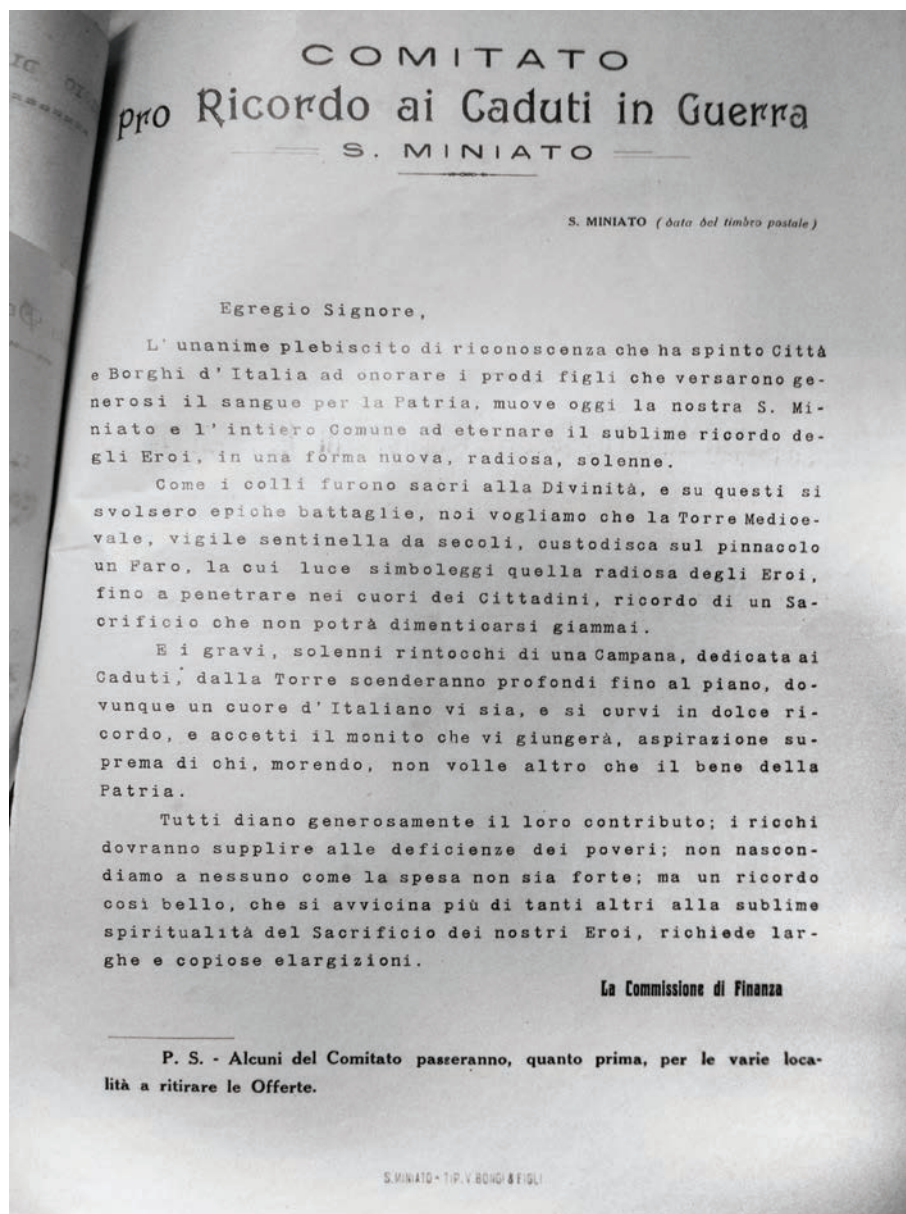 COMITATO
pro Ricordo ai Caduti in Guerra
S. MINIATO
S. MINIATO (data del timbro postale)
Egregio Signore,
L'unanime plebiscito di riconoscenza che ha spinto Città
e Borghi d'Italia ad onorare i prodi figli che versarono ge-
nerosi il sangue per la Patria, muove oggi la nostra S. Mi-
niato e l'intiero Comune ad eternare il sublime ricordo de-
gli Eroi, in una forma nuova, radiosa, solenne.
Come i colli furono sacri alla Divinità, e su questi si
svolsero epiche battaglie, noi vogliamo che la Torre Medioe-
vale, vigile sentinella da secoli, custodisca sul pinnacolo
un Faro, la cui luce simboleggi quella radiosa degli Eroi,
fino a penetrare nei cuori dei Cittadini, ricordo di un Sa-
crificio che non potrà dimenticarsi giammai.
E i gravi, solenni rintocchi di una Campana, dedicata ai
Caduti, dalla Torre scenderanno profondi fino al piano, do-
vunque un cuore d'Italiano vi sia, e si curvi in dolce ri-
cordo, e accetti il monito che vi giungerà, aspirazione su-
prema di chi, morendo, non volle altro che il bene della
Patria.
Tutti diano generosamente il loro contributo; i ricchi
dovranno supplire alle deficienze dei poveri; non nascon-
diamo a nessuno come la spesa non sia forte; ma un ricordo
così bello, che si avvicina più di tanti altri alla sublime
spiritualità del Sacrificio dei nostri Eroi, richiede lar-
ghe e copiose elargizioni.
La Commissione di Finanza
P. S. - Alcuni del Comitato passeranno, quanto prima, per le varie loca-
lità a ritirare le Offerte.
S. MINIATO - TIP. V. BONGI & FIGLI